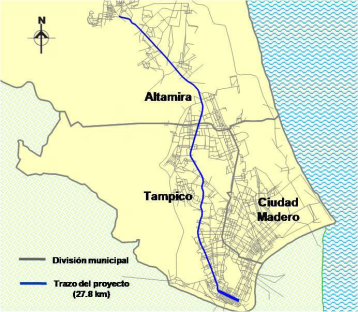 N
Altamira
Tampico
Ciudad
Madero
División municipal
Trazo del proyecto
(27.8 km)